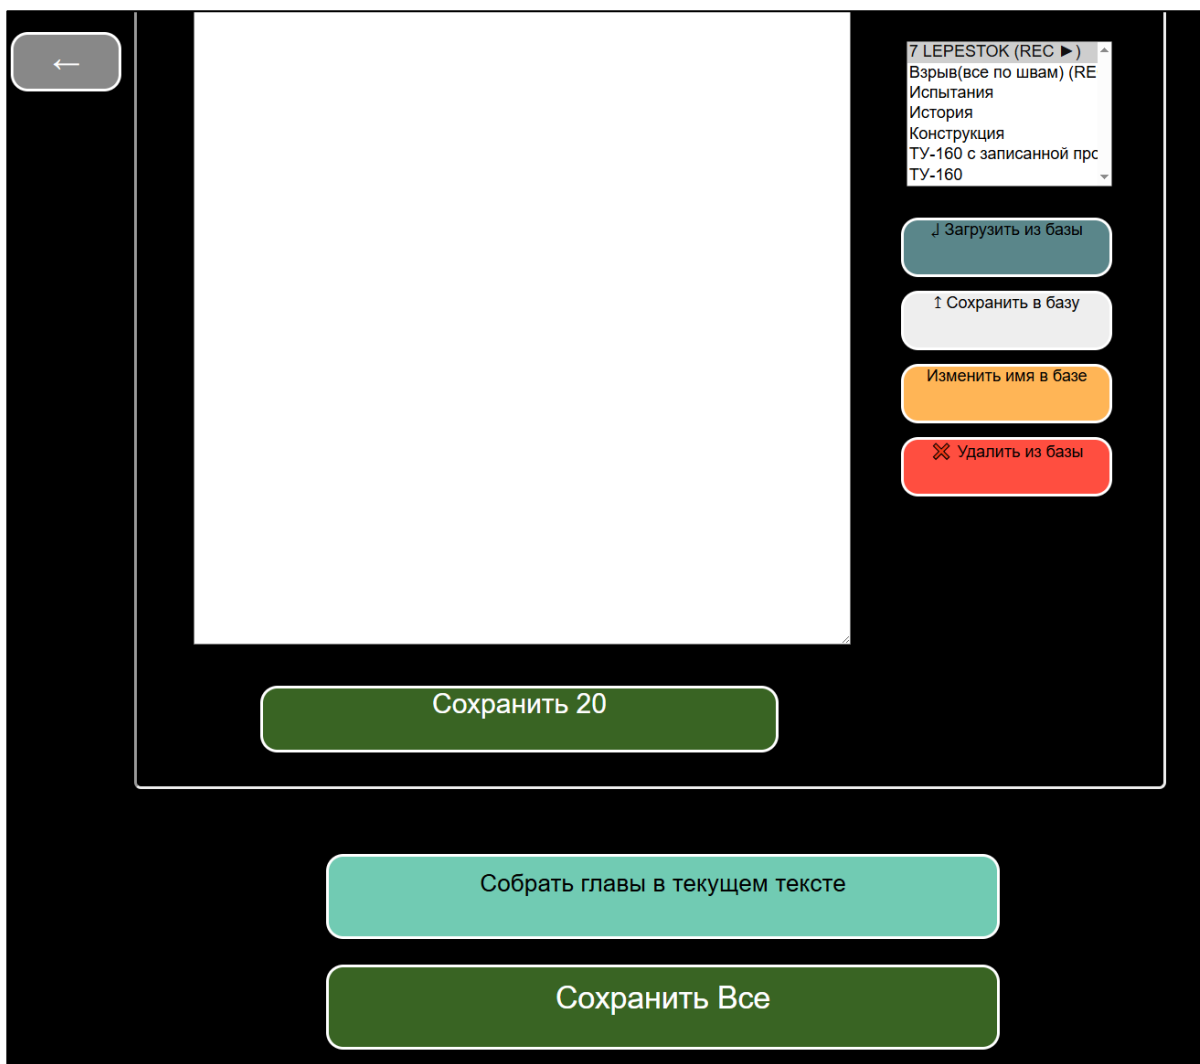 ←
7 LEPESTOK (REC ►)
Взрыв(все по швам) (RE
Испытания
История
Конструкция
ТУ-160 с записанной прс
ТУ-160
↲ Загрузить из базы
↥ Сохранить в базу
Изменить имя в базе
✖ Удалить из базы
Сохранить 20
Собрать главы в текущем тексте
Сохранить Все